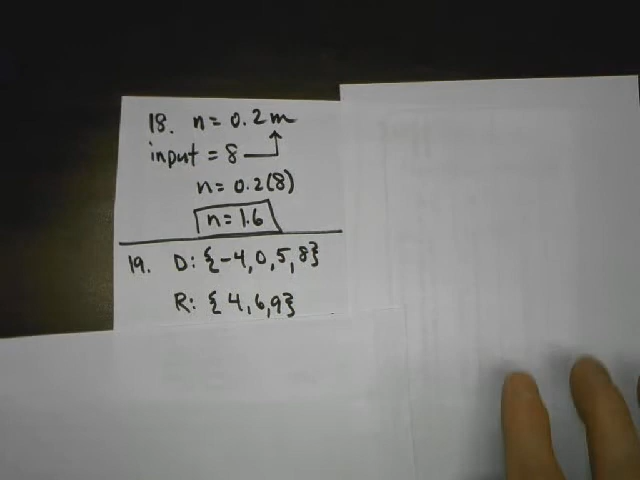 18. n = 0.2m
input = 8
n = 0.2(8)
n = 1.6
19. D: {-4, 0, 5, 8}
R: {4, 6, 9}